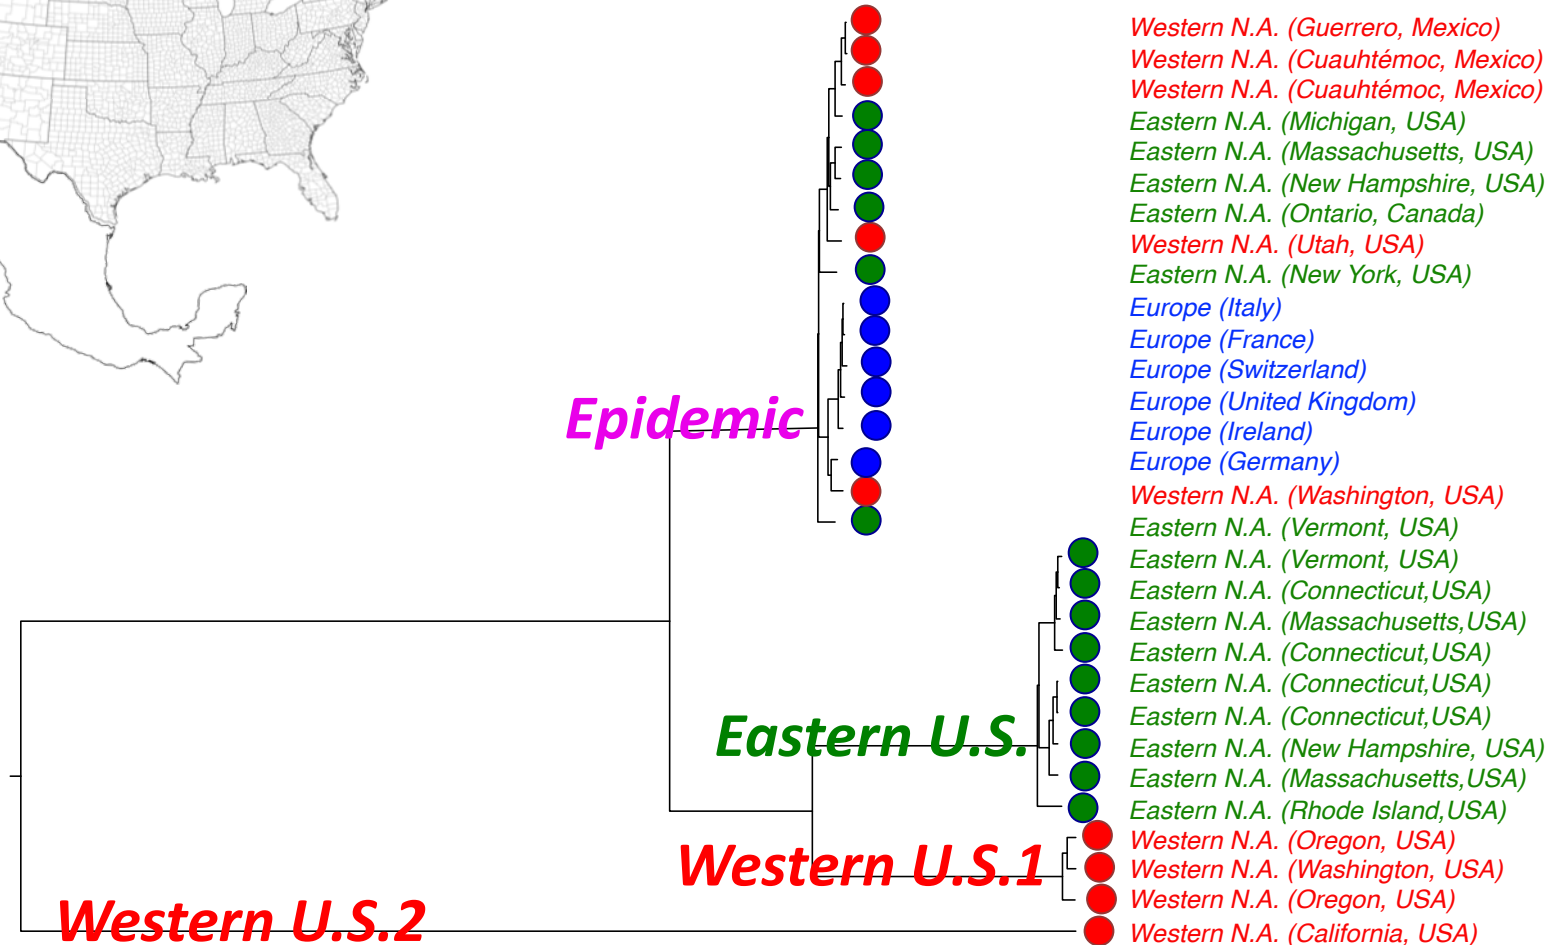 Western N.A. (Guerrero, Mexico)
Western N.A. (Cuauhtémoc, Mexico)
Western N.A. (Cuauhtémoc, Mexico)
Eastern N.A. (Michigan, USA)
Eastern N.A. (Massachusetts, USA)
Eastern N.A. (New Hampshire, USA)
Eastern N.A. (Ontario, Canada)
Western N.A. (Utah, USA)
Eastern N.A. (New York, USA)
Europe (Italy)
Europe (France)
Europe (Switzerland)
Europe (United Kingdom)
Epidemic
Europe (Ireland)
Europe (Germany)
Western N.A. (Washington, USA)
Eastern N.A. (Vermont, USA)
Eastern N.A. (Vermont, USA)
Eastern N.A. (Connecticut,USA)
Eastern N.A. (Massachusetts,USA)
Eastern N.A. (Connecticut,USA)
Eastern N.A. (Connecticut,USA)
Eastern N.A. (Connecticut,USA)
Eastern U.S.
Eastern N.A. (New Hampshire, USA)
Eastern N.A. (Massachusetts,USA)
Eastern N.A. (Rhode Island,USA)
Western N.A. (Oregon, USA)
Western U.S.1
Western N.A. (Washington, USA)
Western N.A. (Oregon, USA)
Western U.S.2
Western N.A. (California, USA)